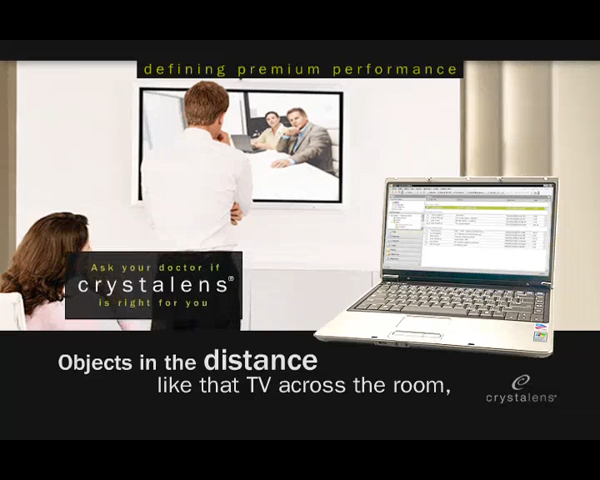 defining premium performance
Ask your doctor if
crystalens®
is right for you
Objects in the distance
like that TV across the room,
crystalens®